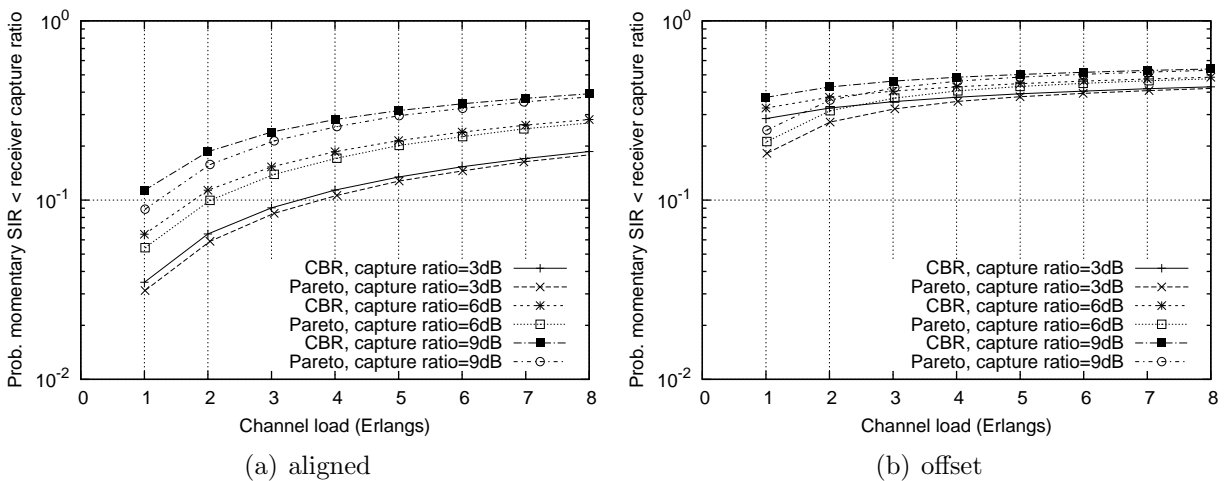 Prob. momentary SIR < receiver capture ratio
10^0
10^-1
10^-2
CBR, capture ratio=3dB
Pareto, capture ratio=3dB
CBR, capture ratio=6dB
Pareto, capture ratio=6dB
CBR, capture ratio=9dB
Pareto, capture ratio=9dB
0 1 2 3 4 5 6 7 8
Channel load (Erlangs)
(a) aligned
Prob. momentary SIR < receiver capture ratio
10^0
10^-1
10^-2
CBR, capture ratio=3dB
Pareto, capture ratio=3dB
CBR, capture ratio=6dB
Pareto, capture ratio=6dB
CBR, capture ratio=9dB
Pareto, capture ratio=9dB
0 1 2 3 4 5 6 7 8
Channel load (Erlangs)
(b) offset